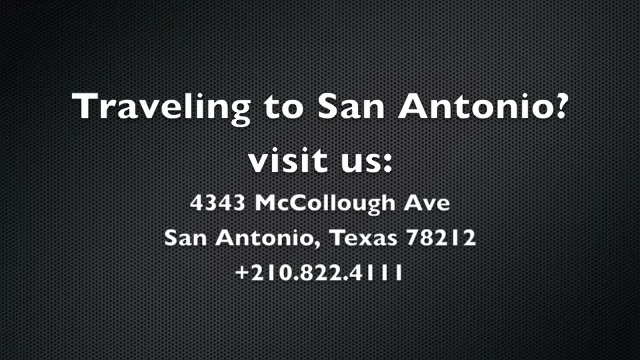 Traveling to San Antonio?
visit us:
4343 McCollough Ave
San Antonio, Texas 78212
+210.822.4111